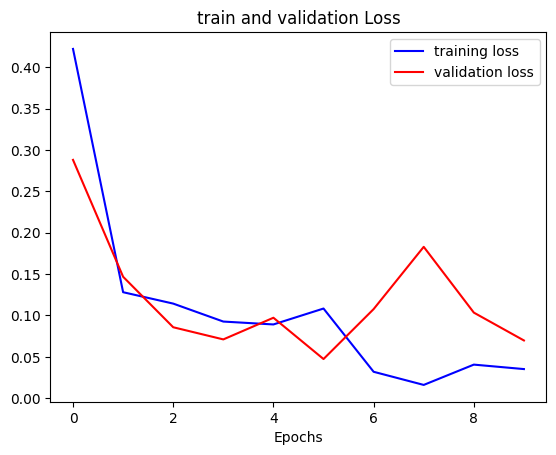 train and validation Loss
training loss
validation loss
0.40
0.35
0.30
0.25
0.20
0.15
0.10
0.05
0.00
0 2 4 6 8
Epochs